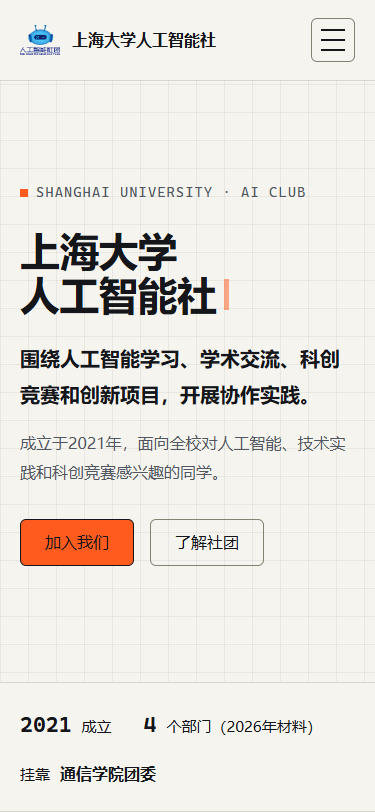 上海大学人工智能社
SHANGHAI UNIVERSITY · AI CLUB
上海大学
人工智能社
围绕人工智能学习、学术交流、科创
竞赛和创新项目，开展协作实践。
成立于2021年，面向全校对人工智能、技术实
践和科创竞赛感兴趣的同学。
加入我们 了解社团
2021 成立 4 个部门（2026年材料）
挂靠 通信学院团委